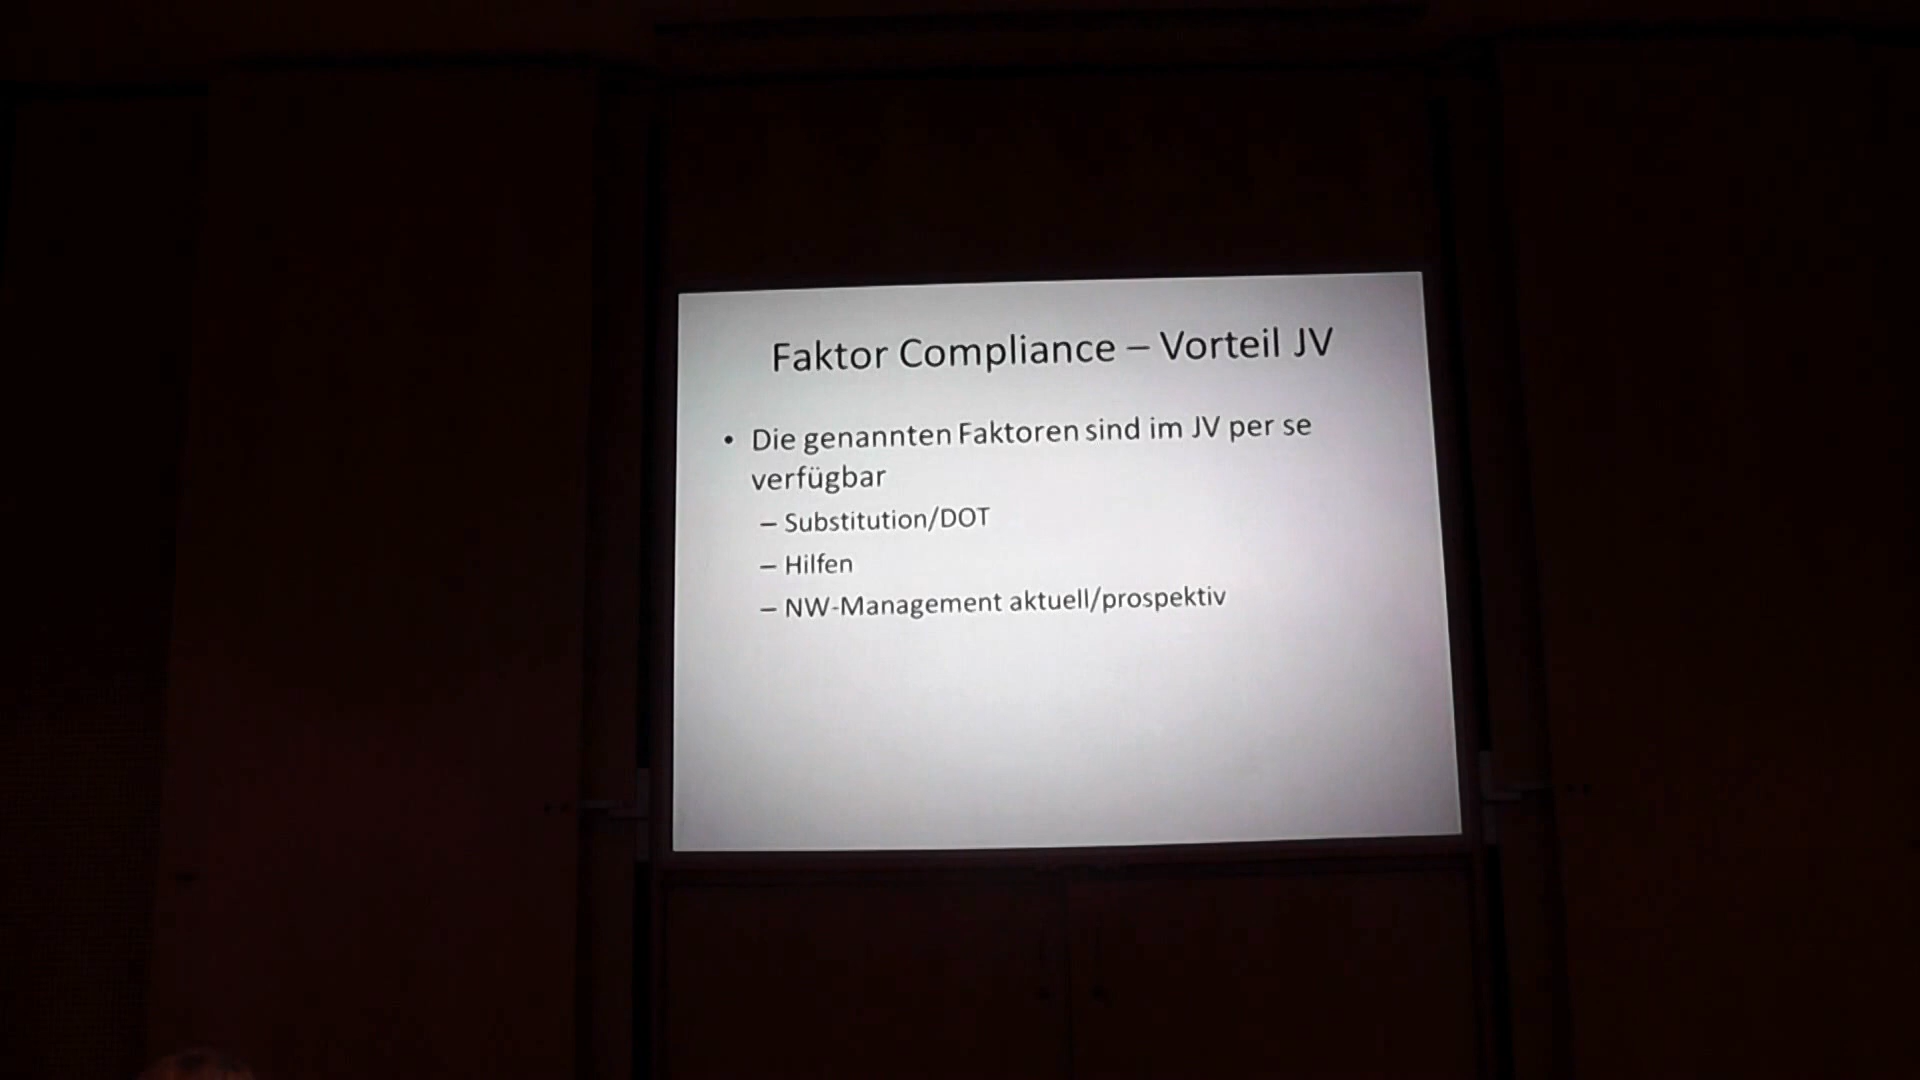 Faktor Compliance – Vorteil JV
• Die genannten Faktoren sind im JV per se
verfügbar
– Substitution/DOT
– Hilfen
– NW-Management aktuell/prospektiv